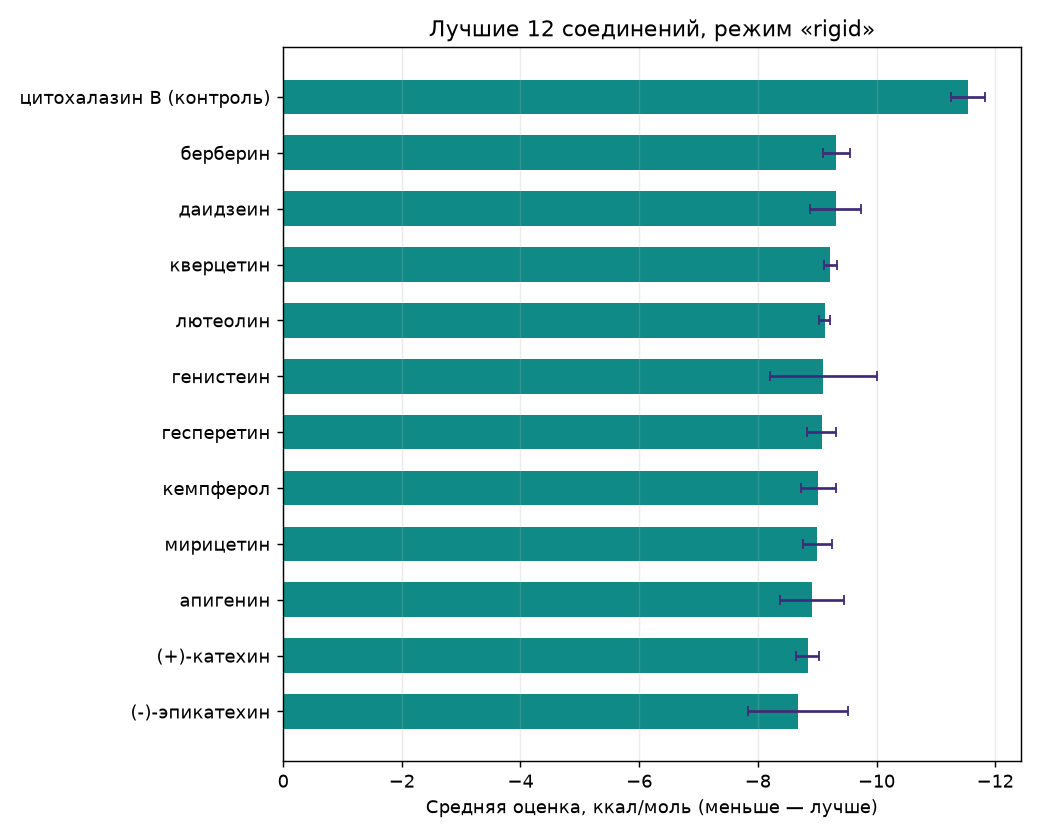 Лучшие 12 соединений, режим «rigid»
цитохалазин B (контроль)
берберин
даидзеин
кверцетин
лютеолин
генистеин
гесперетин
кемпферол
мирицетин
апигенин
(+)-катехин
(-)-эпикатехин
0 −2 −4 −6 −8 −10 −12
Средняя оценка, ккал/моль (меньше — лучше)